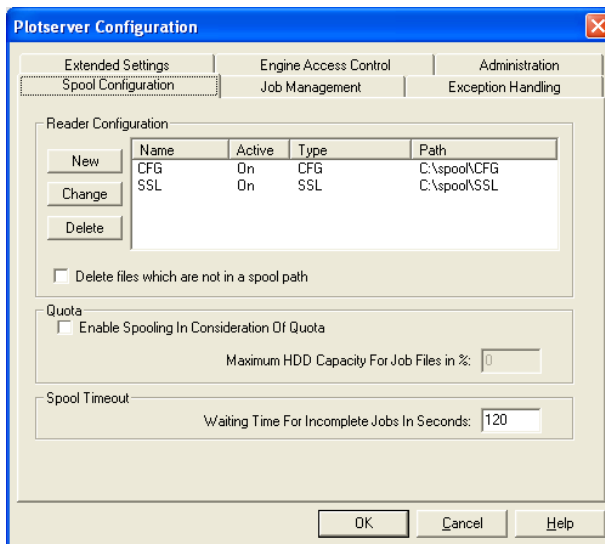 Plotserver Configuration
Extended Settings Engine Access Control Administration
Spool Configuration Job Management Exception Handling
Reader Configuration
New
Change
Delete
Name Active Type Path
CFG On CFG C:\spool\CFG
SSL On SSL C:\spool\SSL
Delete files which are not in a spool path
Quota
Enable Spooling In Consideration Of Quota
Maximum HDD Capacity For Job Files in %: 0
Spool Timeout
Waiting Time For Incomplete Jobs In Seconds: 120
OK Cancel Help